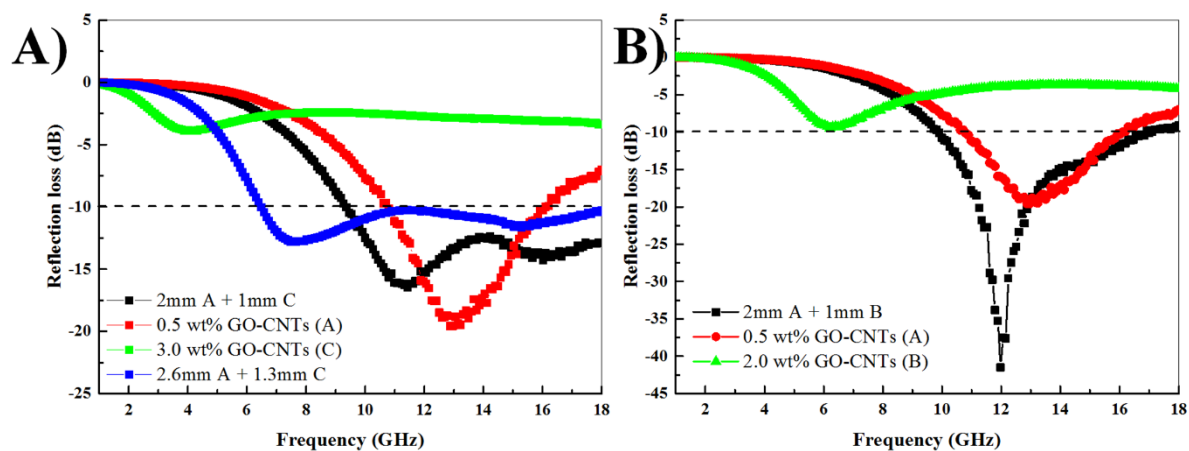 A)
Reflection loss (dB)
5
0
-5
-10
-15
-20
-25
2mm A + 1mm C
0.5 wt% GO-CNTs (A)
3.0 wt% GO-CNTs (C)
2.6mm A + 1.3mm C
2 4 6 8 10 12 14 16 18
Frequency (GHz)
B)
Reflection loss (dB)
5
0
-5
-10
-15
-20
-25
-30
-35
-40
-45
2mm A + 1mm B
0.5 wt% GO-CNTs (A)
2.0 wt% GO-CNTs (B)
2 4 6 8 10 12 14 16 18
Frequency (GHz)